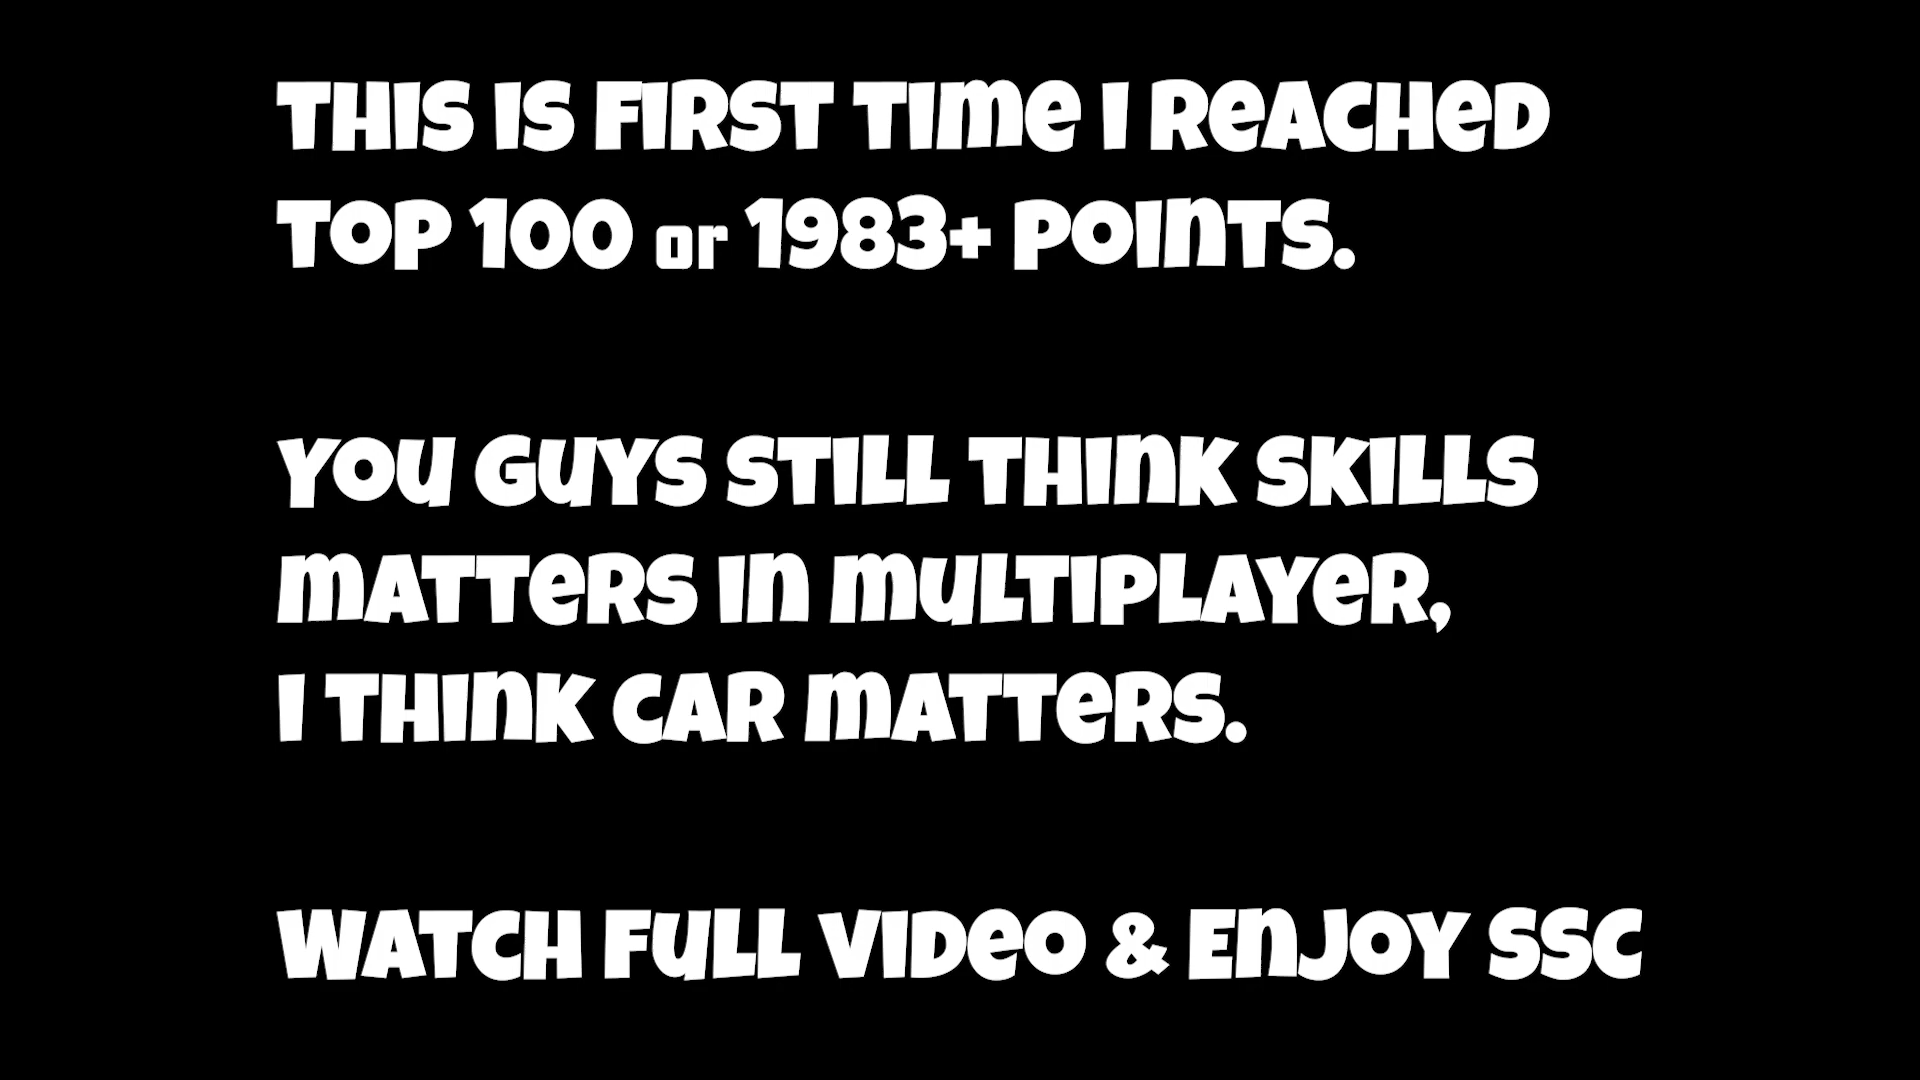 THIS IS FIRST TIME I REACHED
TOP 100 or 1983+ POINTS.
YOU GUYS STILL THINK SKILLS
MATTERS IN MULTIPLAYER,
I THINK CAR MATTERS.
WATCH FULL VIDEO & ENJOY SSC